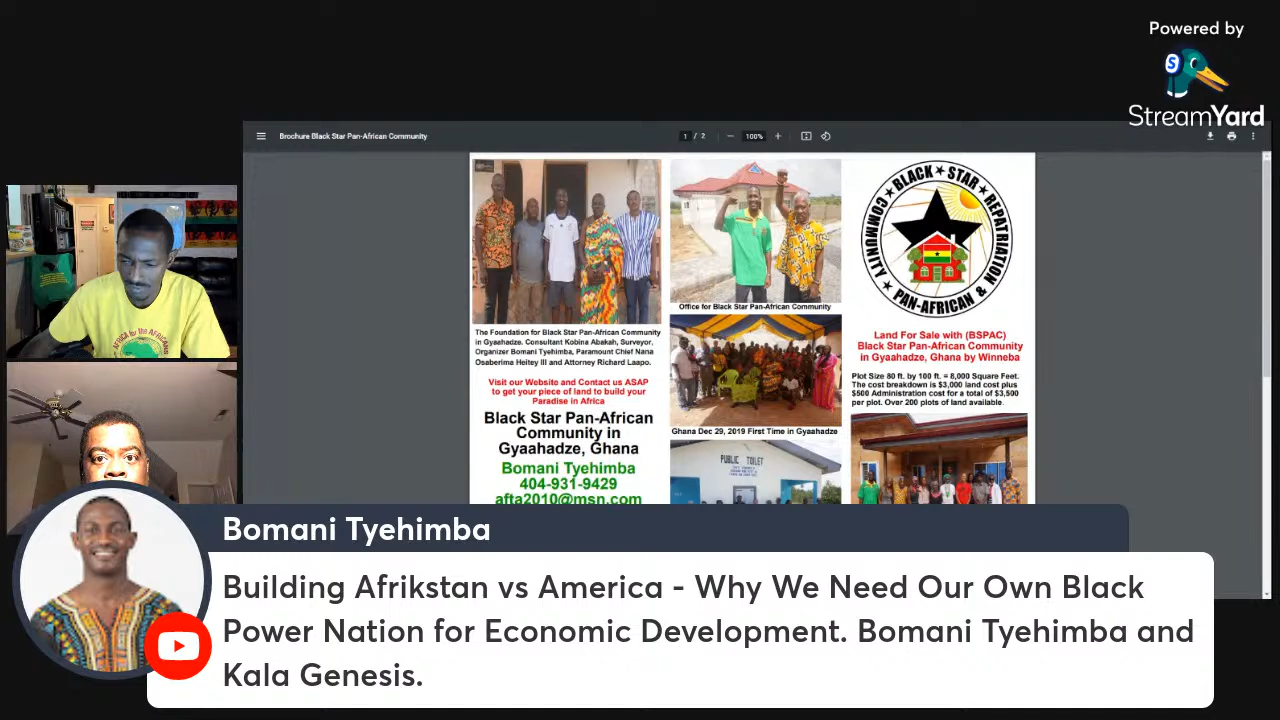 Powered by
StreamYard
Brochure Black Star Pan-African Community
1 / 2
100%
BLACK STAR REPATRIATION
COMMUNITY PAN-AFRICAN &
Office for Black Star Pan-African Community
The Foundation for Black Star Pan-African Community
in Gyaahadze. Consultant Kobina Abakah, Surveyor,
Organizer Bomani Tyehimba, Paramount Chief Nana
Osaberima Heitey III and Attorney Richard Laapo.
Visit our Website and Contact us ASAP
to get your piece of land to build your
Paradise in Africa
Black Star Pan-African
Community in
Gyaahadze, Ghana
Bomani Tyehimba
404-931-9429
afta2010@msn.com
Ghana Dec 29, 2019 First Time in Gyaahadze
PUBLIC TOILET
Land For Sale with (BSPAC)
Black Star Pan-African Community
in Gyaahadze, Ghana by Winneba
Plot Size 80 ft. by 100 ft. = 8,000 Square Feet.
The cost breakdown is $3,000 land cost plus
$500 Administration cost for a total of $3,500
per plot. Over 200 plots of land available.
Bomani Tyehimba
Building Afrikstan vs America - Why We Need Our Own Black
Power Nation for Economic Development. Bomani Tyehimba and
Kala Genesis.